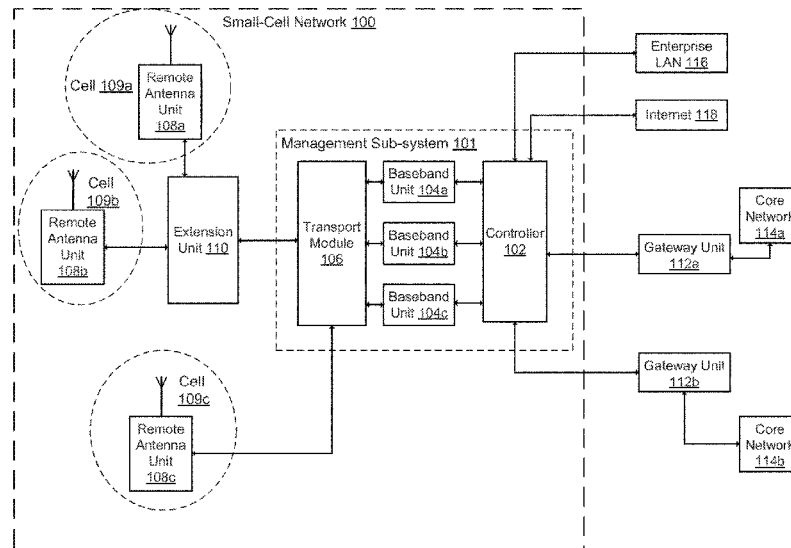 Small-Cell Network 100
Cell 109a
Remote
Antenna
Unit
108a
Enterprise
LAN 116
Internet 118
Management Sub-system 101
Cell
109b
Remote
Antenna
Unit
108b
Extension
Unit 110
Transport
Module
106
Baseband
Unit 104a
Baseband
Unit 104b
Baseband
Unit 104c
Controller
102
Gateway Unit
112a
Core
Network
114a
Cell
109c
Remote
Antenna
Unit
108c
Gateway Unit
112b
Core
Network
114b